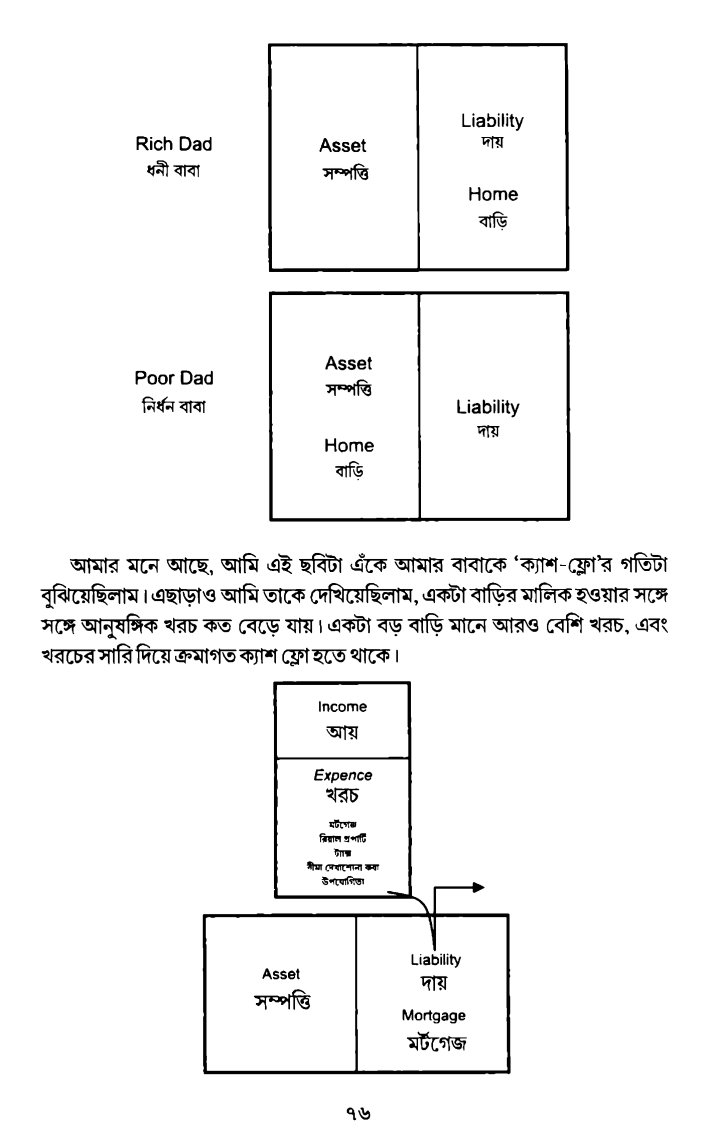 Rich Dad
ধনী বাবা
Asset
সম্পত্তি
Liability
দায়
Home
বাড়ি
Poor Dad
নির্ধন বাবা
Asset
সম্পত্তি
Home
বাড়ি
Liability
দায়
আমার মনে আছে, আমি এই ছবিটা এঁকে আমার বাবাকে ‘ক্যাশ-ফ্লো’র গতিটা
বুঝিয়েছিলাম। এছাড়াও আমি তাকে দেখিয়েছিলাম, একটা বাড়ির মালিক হওয়ার সঙ্গে
সঙ্গে আনুষঙ্গিক খরচ কত বেড়ে যায়। একটা বড় বাড়ি মানে আরও বেশি খরচ, এবং
খরচের সারি দিয়ে ক্রমাগত ক্যাশ ফ্লো হতে থাকে।
Income
আয়
Expence
খরচ
মর্টগেজ
রিয়াল প্রপার্টি
ট্যাক্স
বীমা দেখাশোনা করা
উপযোগিতা
Asset
সম্পত্তি
Liability
দায়
Mortgage
মর্টগেজ
৭৬